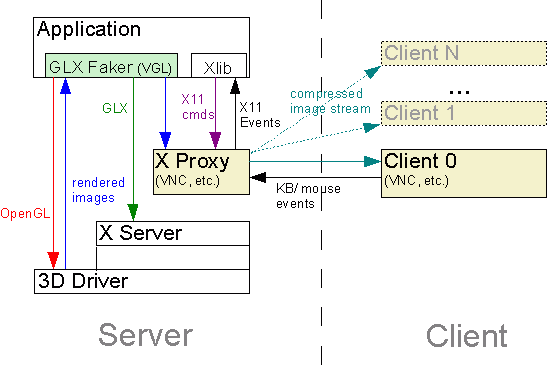 Application
GLX Faker (VGL)
Xlib
Client N
...
Client 1
compressed
image stream
GLX
X11
cmds
X11
Events
X Proxy
(VNC, etc.)
Client 0
(VNC, etc.)
KB/ mouse
events
rendered
images
OpenGL
X Server
3D Driver
Server
Client